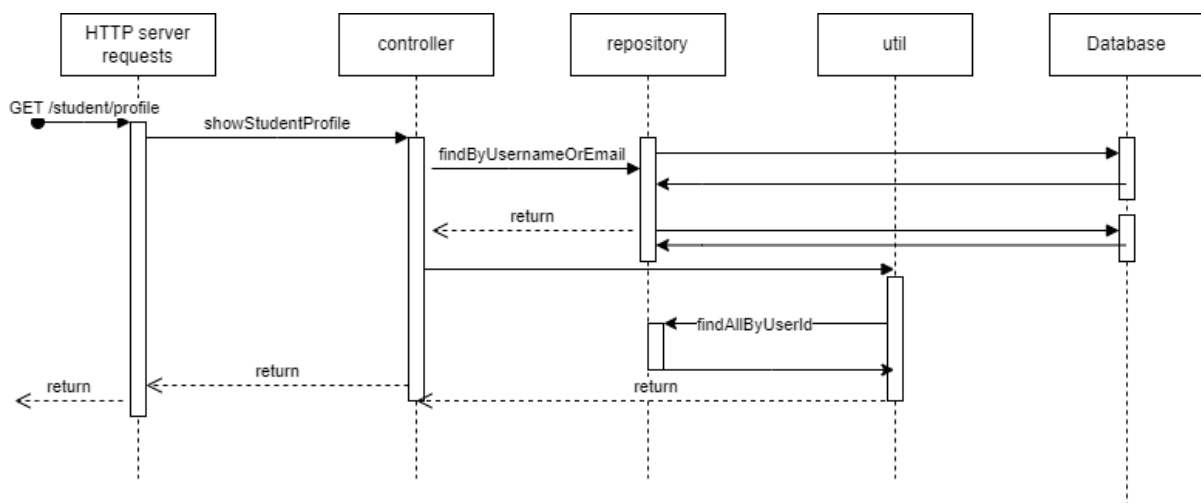 HTTP server
requests
controller
repository
util
Database
GET /student/profile
showStudentProfile
findByUsernameOrEmail
return
findAllByUserId
return
return
return